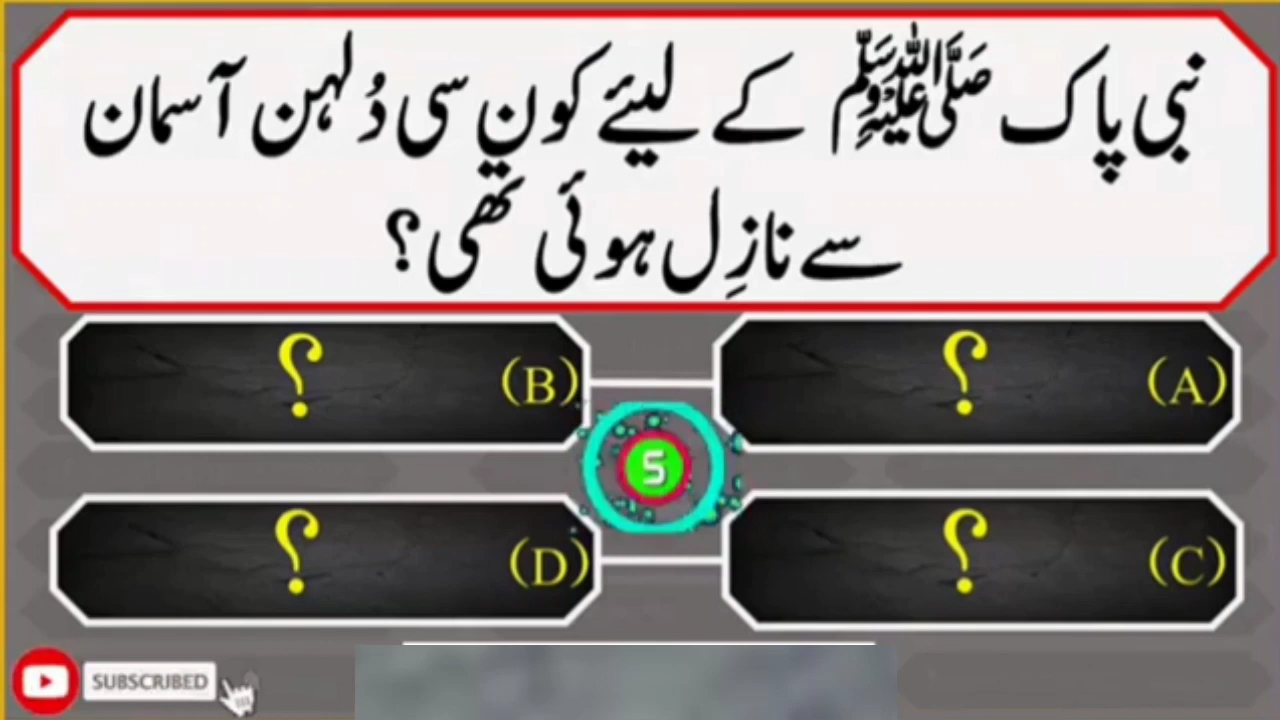 نبی پاک ﷺ کے لیئے کون سی دُلہن آسمان
سے نازِل ہوئی تھی؟
(A) ؟
(B) ؟
(C) ؟
(D) ؟
5
SUBSCRIBED